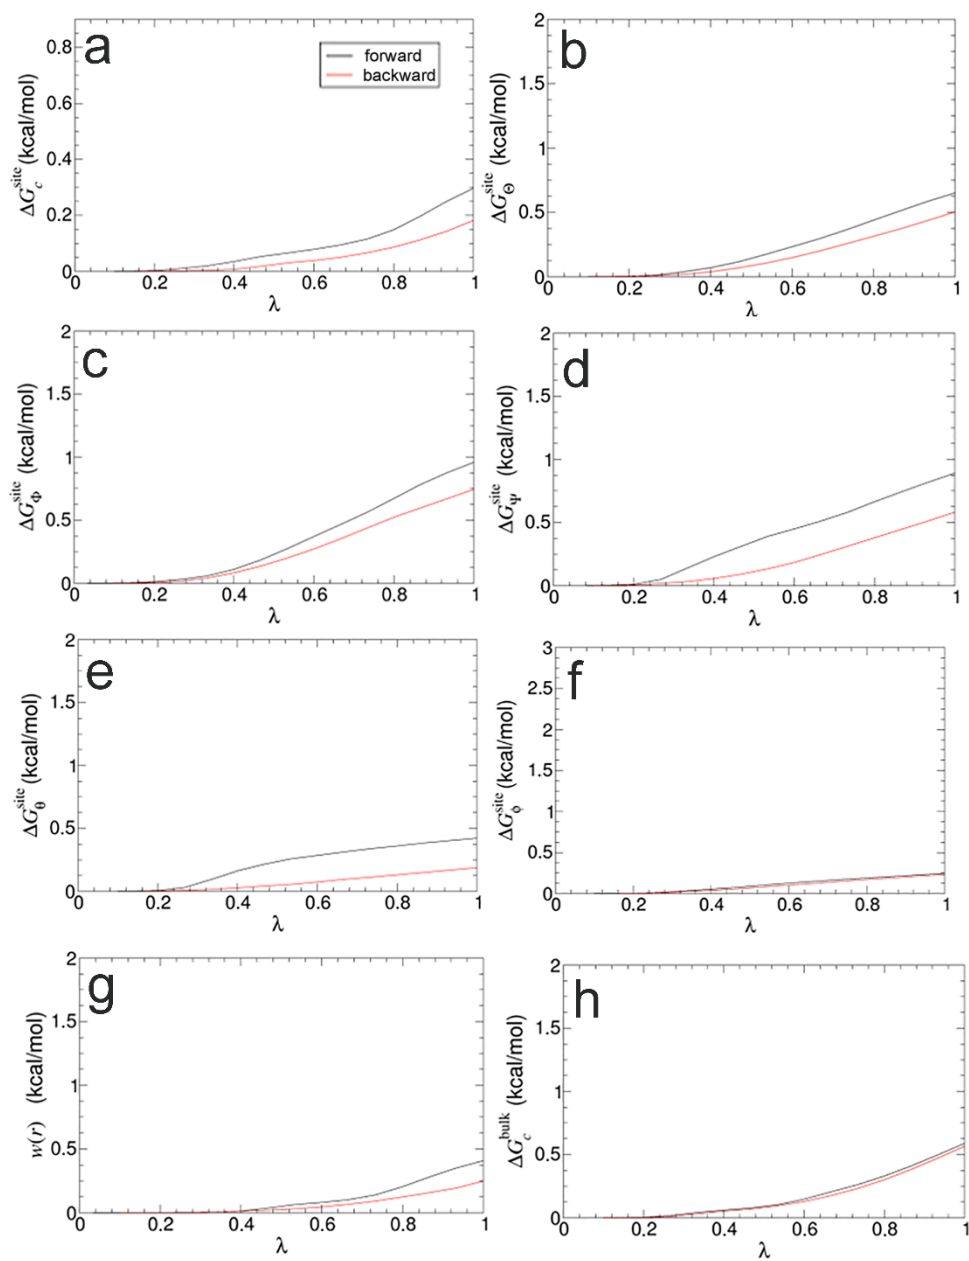 a
forward
backward
ΔG_c^site (kcal/mol)
0.8
0.6
0.4
0.2
0
0 0.2 0.4 0.6 0.8 1
λ
b
ΔG_Θ^site (kcal/mol)
2
1.5
1
0.5
0
0 0.2 0.4 0.6 0.8 1
λ
c
ΔG_Φ^site (kcal/mol)
2
1.5
1
0.5
0
0 0.2 0.4 0.6 0.8 1
λ
d
ΔG_Ψ^site (kcal/mol)
2
1.5
1
0.5
0
0 0.2 0.4 0.6 0.8 1
λ
e
ΔG_θ^site (kcal/mol)
2
1.5
1
0.5
0
0 0.2 0.4 0.6 0.8 1
λ
f
ΔG_ϕ^site (kcal/mol)
3
2.5
2
1.5
1
0.5
0
0 0.2 0.4 0.6 0.8 1
λ
g
w(r) (kcal/mol)
2
1.5
1
0.5
0
0 0.2 0.4 0.6 0.8 1
λ
h
ΔG_c^bulk (kcal/mol)
2
1.5
1
0.5
0
0 0.2 0.4 0.6 0.8 1
λ